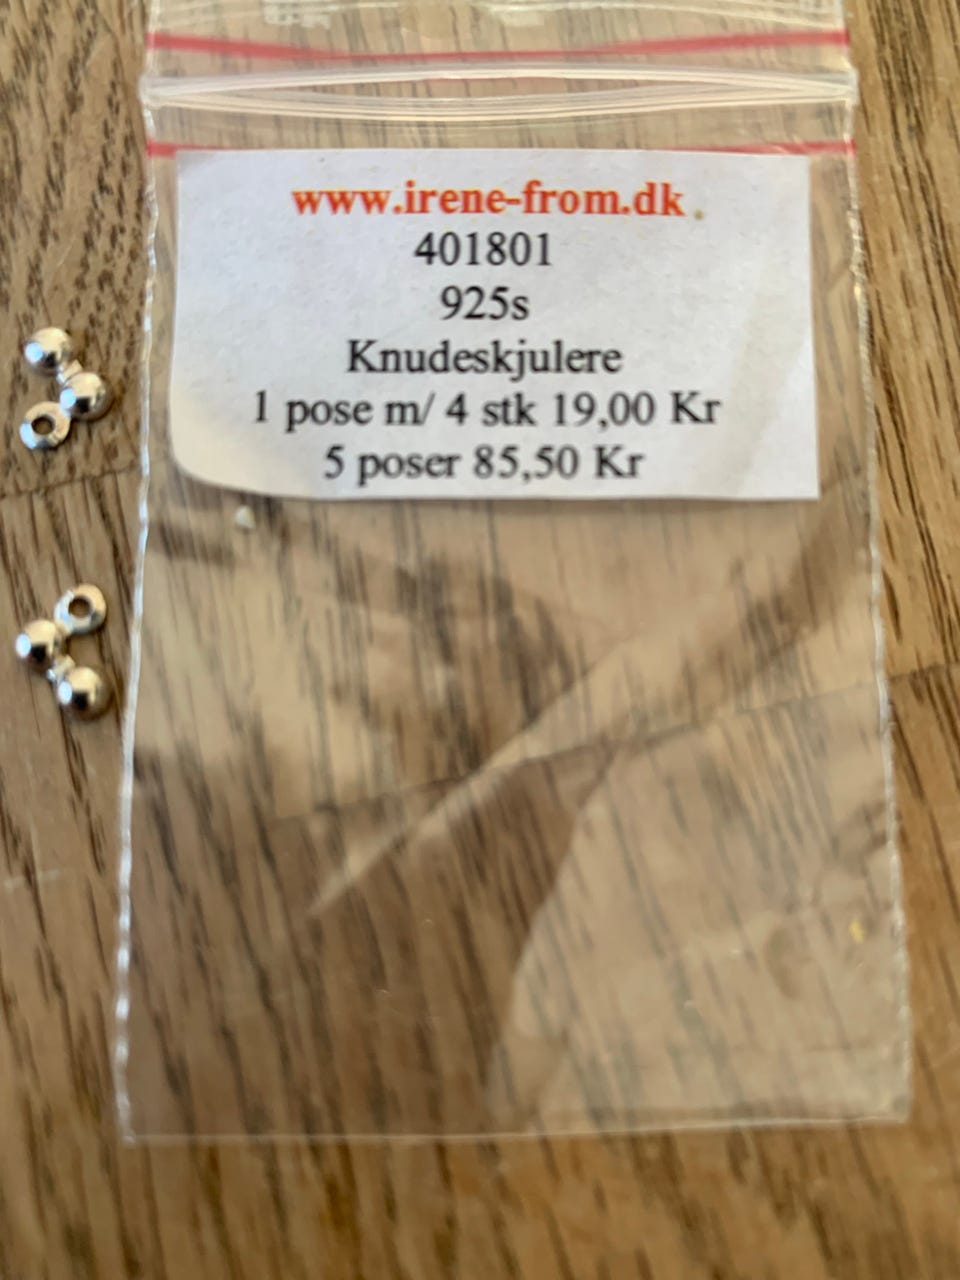 www.irene-from.dk
401801
925s
Knudeskjulere
1 pose m/ 4 stk 19,00 Kr
5 poser 85,50 Kr